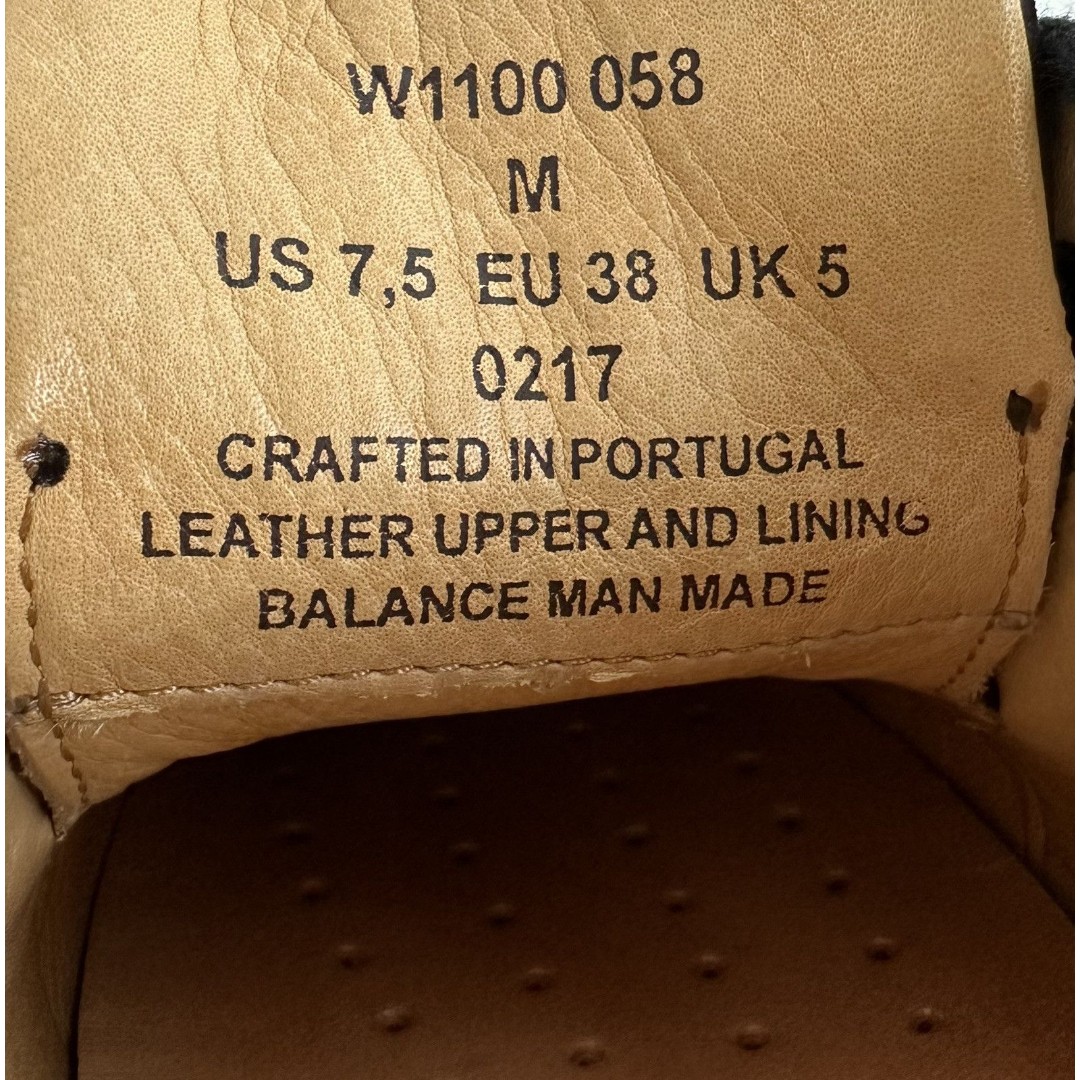 W1100 058
M
US 7,5 EU 38 UK 5
0217
CRAFTED IN PORTUGAL
LEATHER UPPER AND LINING
BALANCE MAN MADE